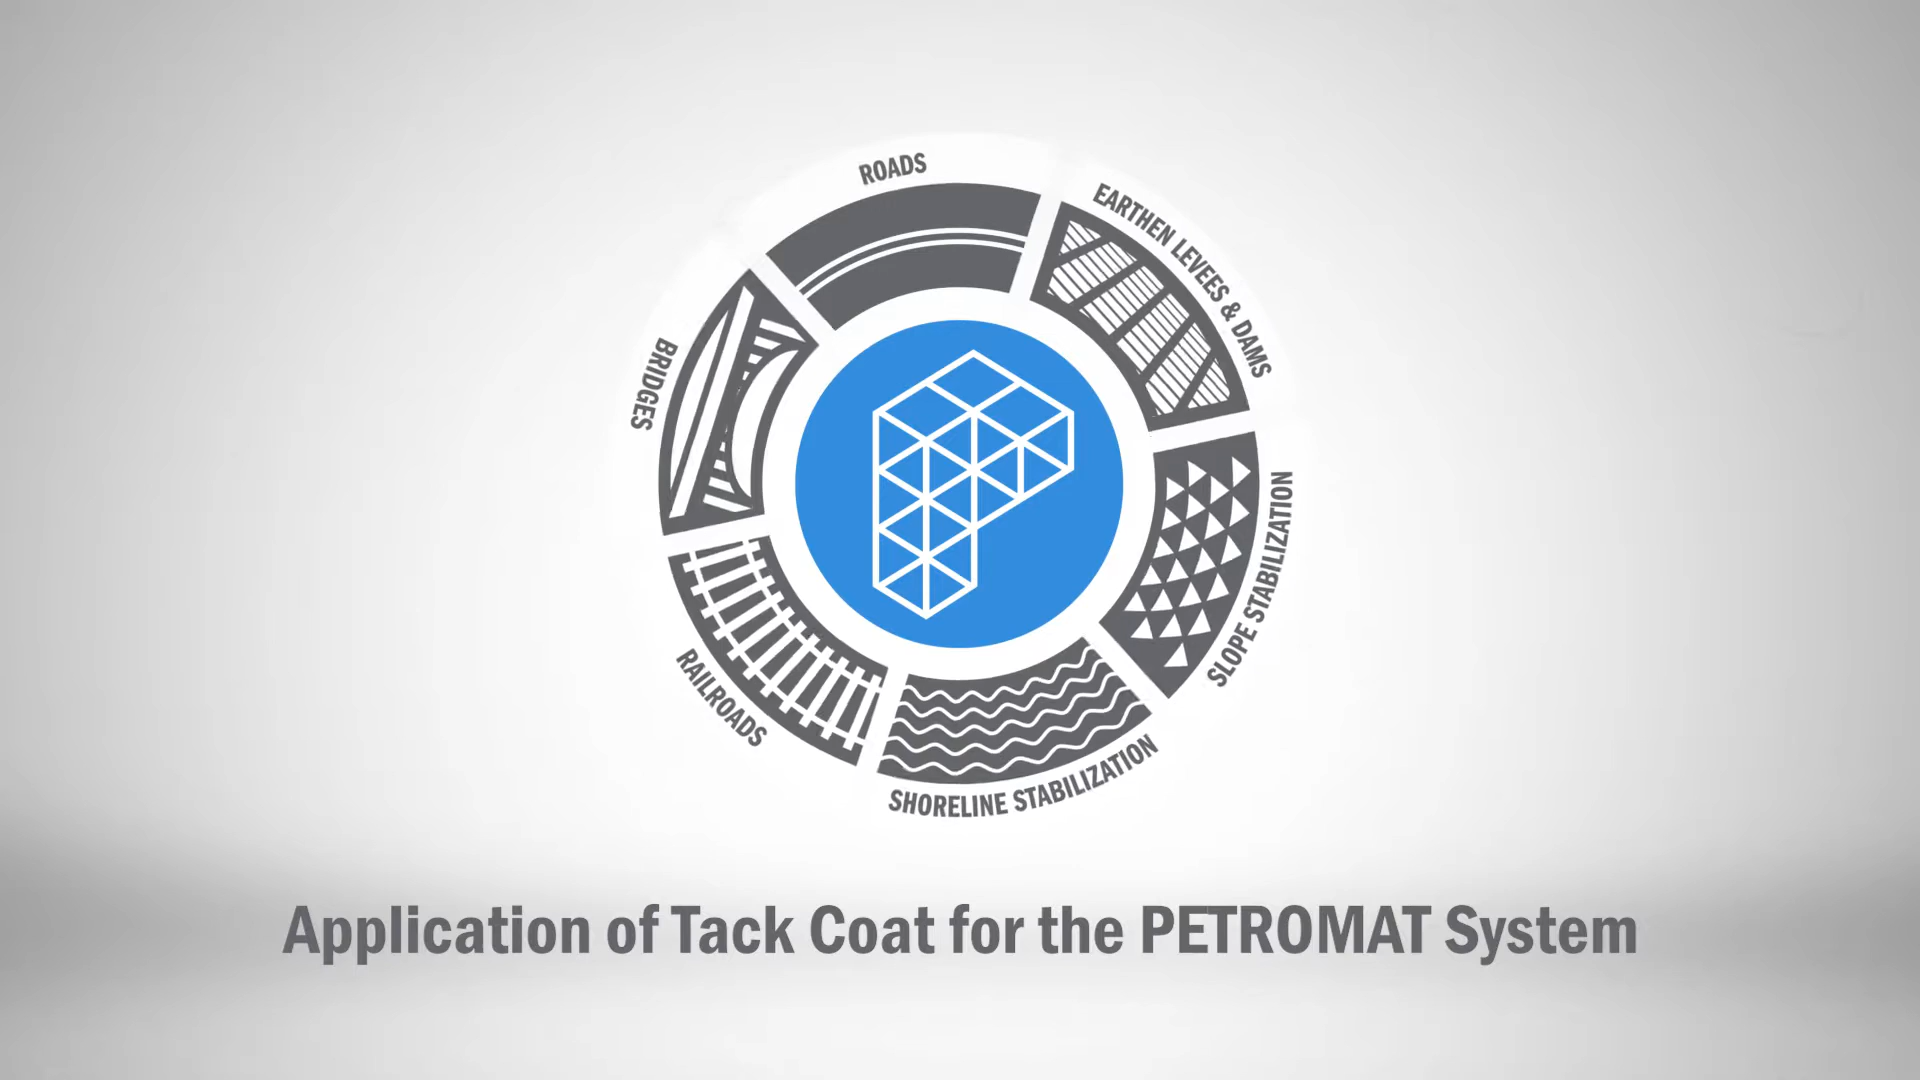 ROADS
EARTHEN LEVEES & DAMS
SLOPE STABILIZATION
SHORELINE STABILIZATION
RAILROADS
BRIDGES
Application of Tack Coat for the PETROMAT System